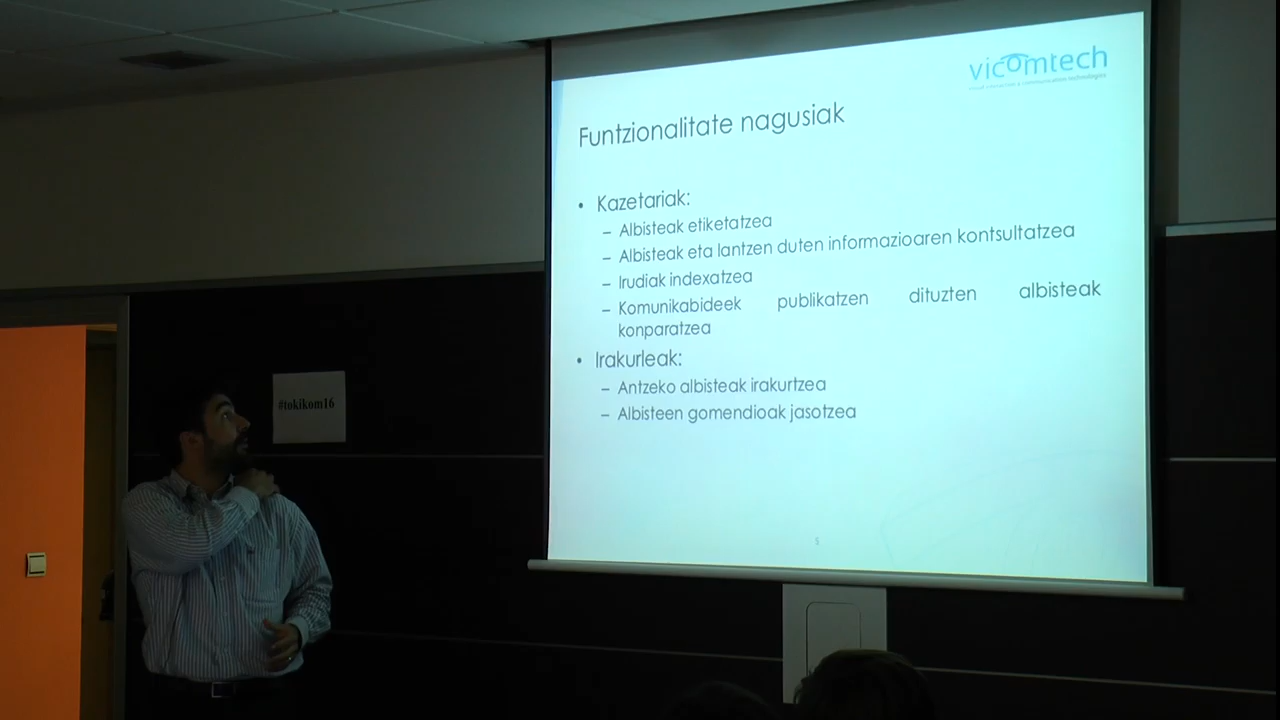 vicomtech
Funtzionalitate nagusiak
• Kazetariak:
– Albisteak etiketatzea
– Albisteak eta lantzen duten informazioaren kontsultatzea
– Irudiak indexatzea
– Komunikabideek publikatzen dituzten albisteak
konparatzea
• Irakurleak:
– Antzeko albisteak irakurtzea
– Albisteen gomendioak jasotzea
5
#tokikom16